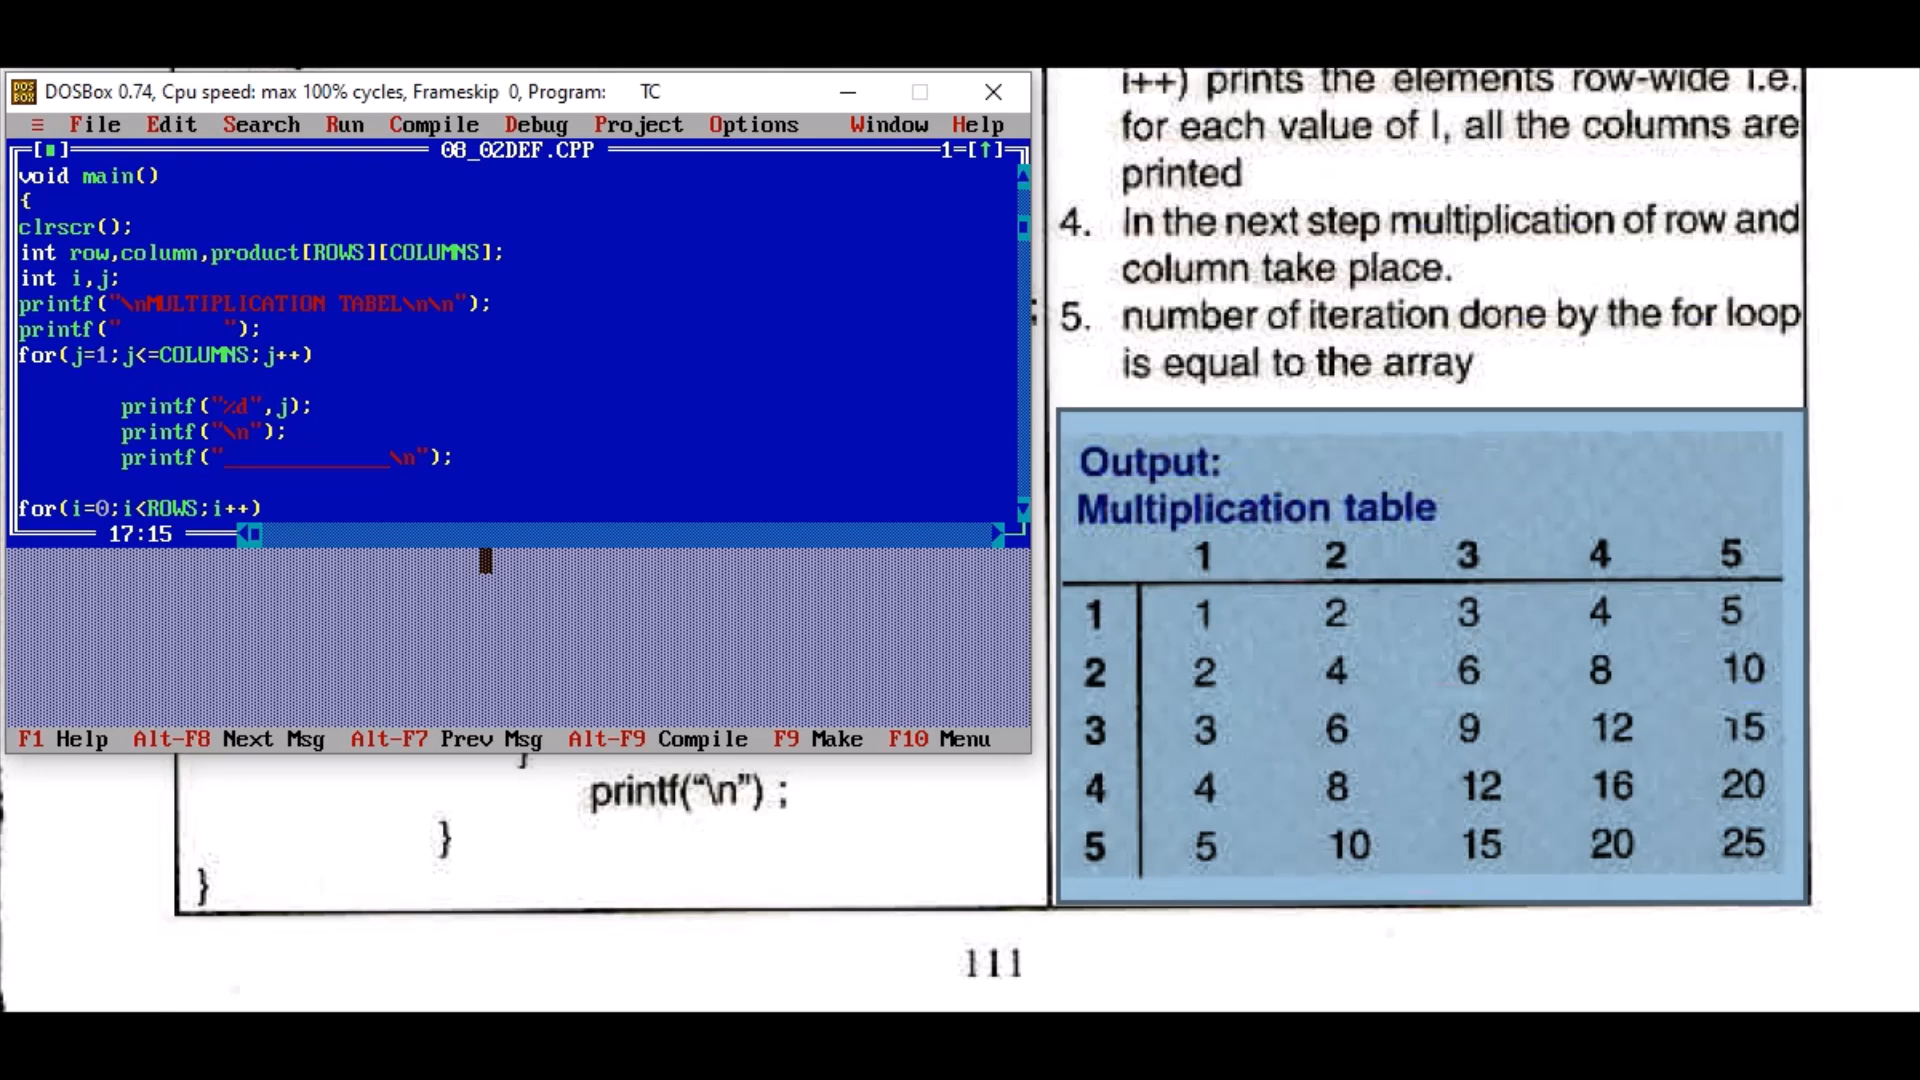 DOSBox 0.74, Cpu speed: max 100% cycles, Frameskip 0, Program: TC
≡ File Edit Search Run Compile Debug Project Options Window Help
[■] 08_02DEF.CPP 1=[↑]
void main()
{
clrscr();
int row,column,product[ROWS][COLUMNS];
int i,j;
printf("\nMULTIPLICATION TABEL\n\n");
printf("         ");
for(j=1;j<=COLUMNS;j++)
printf("%d",j);
printf("\n");
printf("_____________\n");
for(i=0;i<ROWS;i++)
17:15
F1 Help Alt-F8 Next Msg Alt-F7 Prev Msg Alt-F9 Compile F9 Make F10 Menu
}
printf("\n") ;
}
}
i++) prints the elements row-wide i.e.
for each value of I, all the columns are
printed
4. In the next step multiplication of row and
column take place.
5. number of iteration done by the for loop
is equal to the array
Output:
Multiplication table
1 2 3 4 5
1 1 2 3 4 5
2 2 4 6 8 10
3 3 6 9 12 15
4 4 8 12 16 20
5 5 10 15 20 25
111